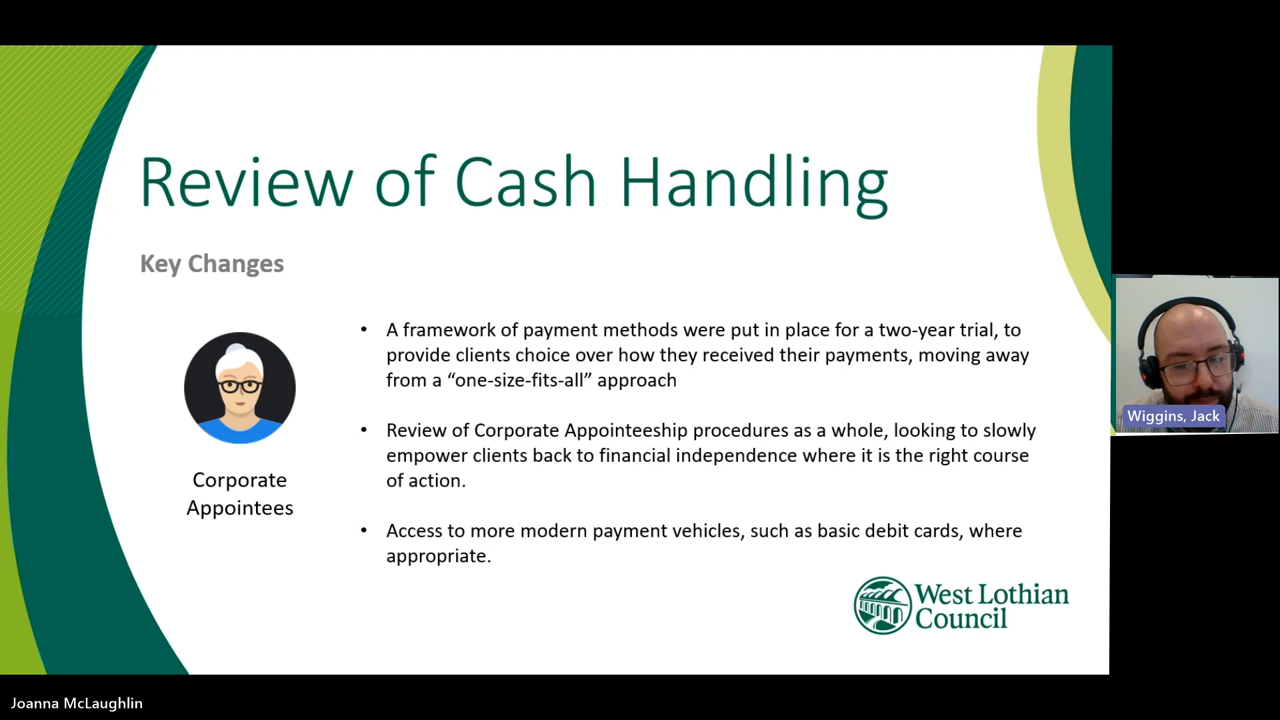 Review of Cash Handling
Key Changes
Corporate
Appointees
• A framework of payment methods were put in place for a two-year trial, to
provide clients choice over how they received their payments, moving away
from a “one-size-fits-all” approach
• Review of Corporate Appointeeship procedures as a whole, looking to slowly
empower clients back to financial independence where it is the right course
of action.
• Access to more modern payment vehicles, such as basic debit cards, where
appropriate.
West Lothian
Council
Wiggins, Jack
Joanna McLaughlin